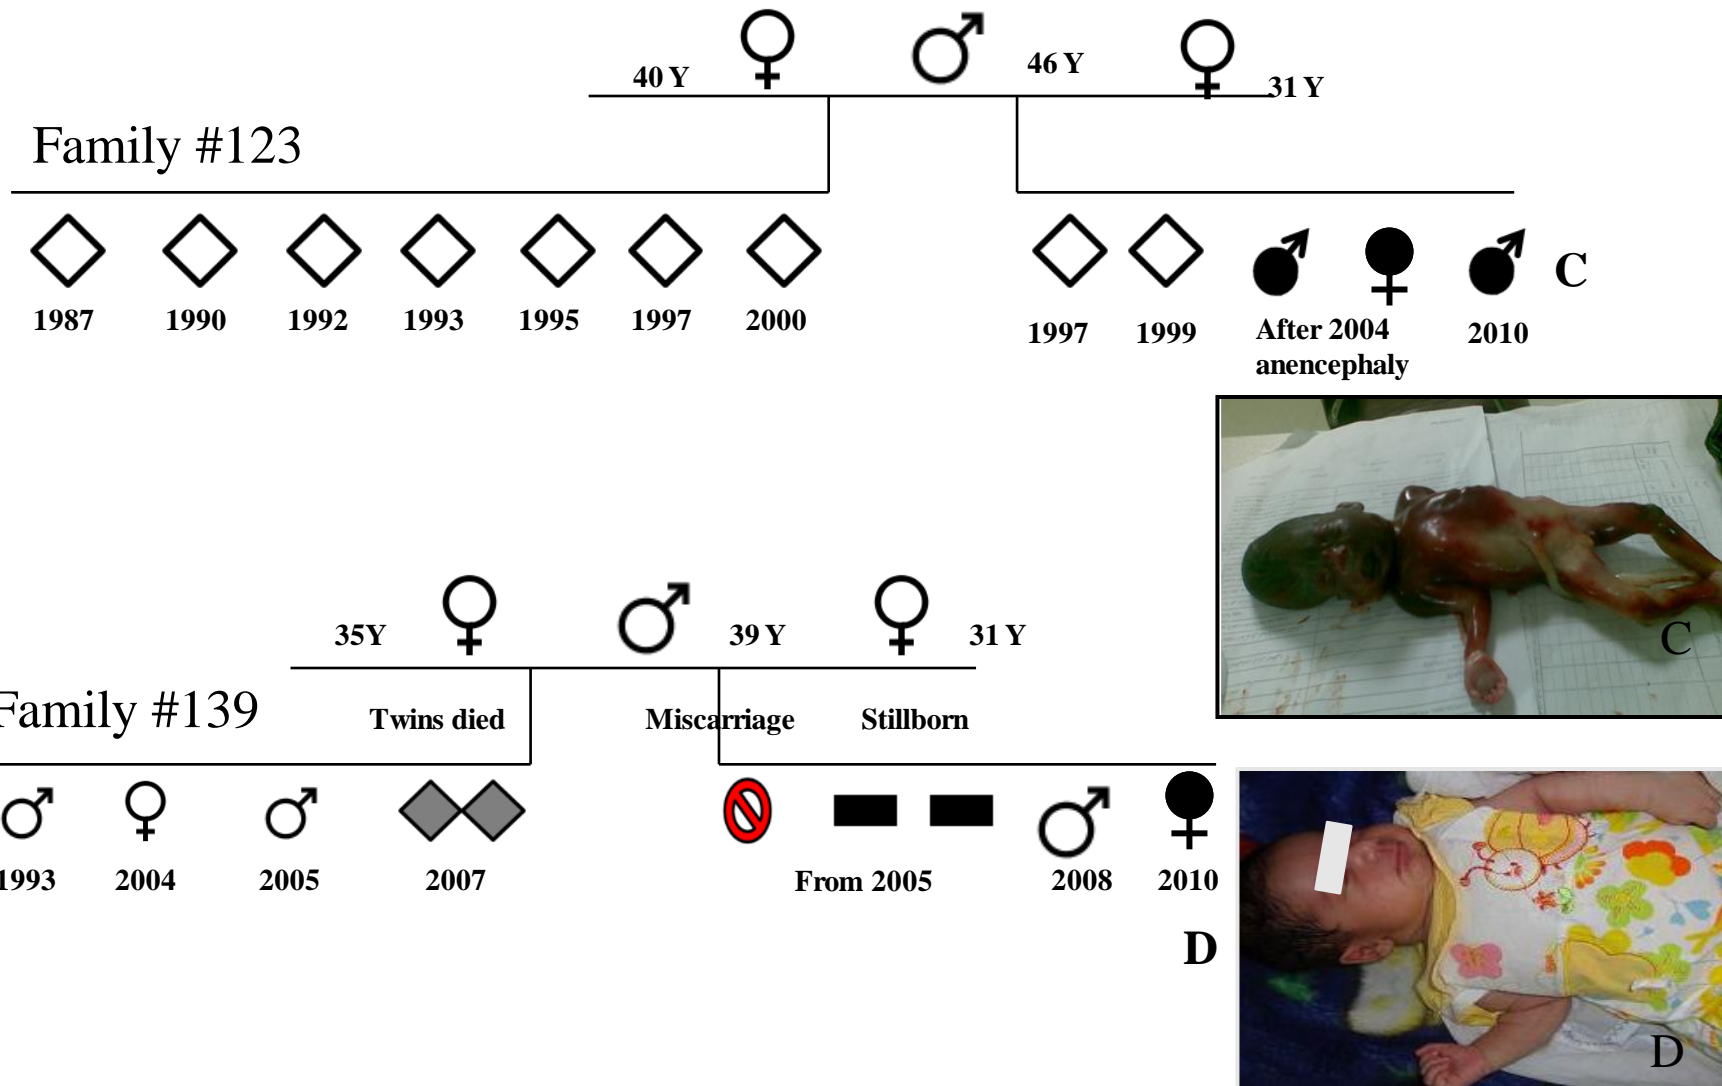 40 Y
46 Y
31 Y
Family #123
1987 1990 1992 1993 1995 1997 2000
1997 1999 After 2004 2010
anencephaly
C
C
35Y
39 Y
31 Y
Family #139
Twins died Miscarriage Stillborn
1993 2004 2005 2007 From 2005 2008 2010
D
D